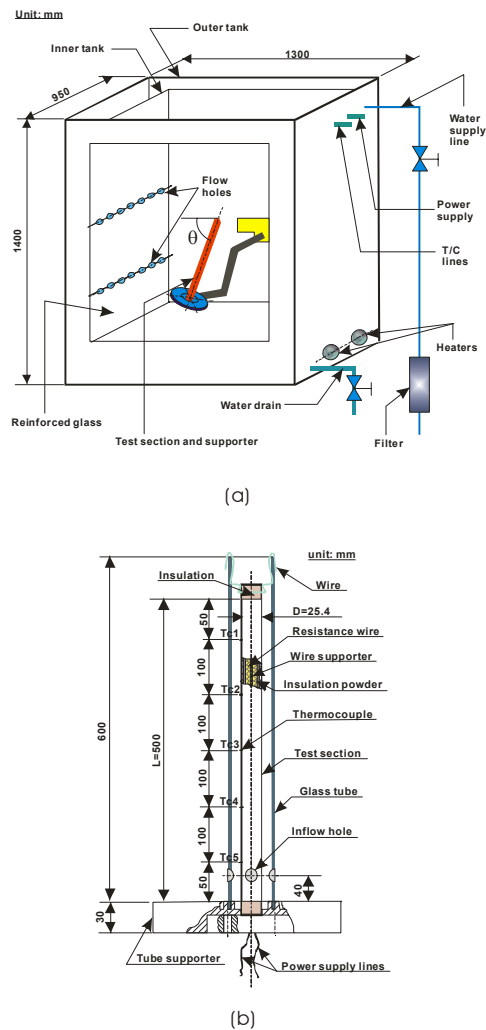 Unit: mm
Outer tank
Inner tank
1300
950
Water
supply
line
Flow
holes
Power
supply
θ
1400
T/C
lines
Heaters
Water drain
Reinforced glass
Test section and supporter
Filter
(a)
unit: mm
Insulation
Wire
D=25.4
50
Resistance wire
Tc1
Wire supporter
100
Insulation powder
Tc2
Thermocouple
600
L=500
100
Tc3
Test section
100
Glass tube
Tc4
100
Inflow hole
Tc5
50
40
30
Tube supporter
Power supply lines
(b)